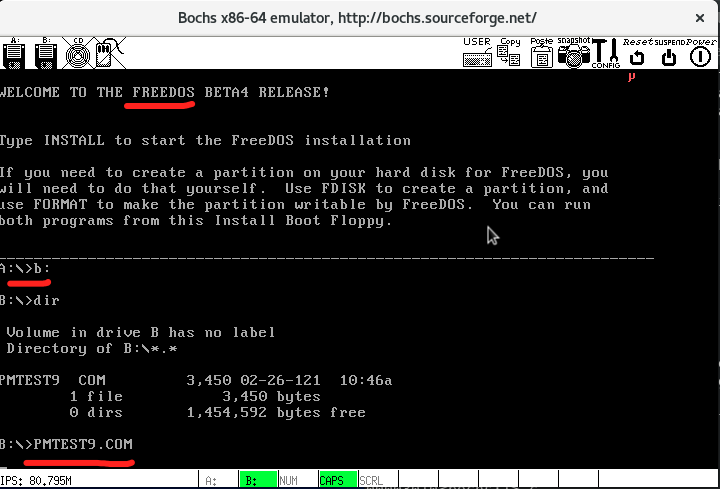 Bochs x86-64 emulator, http://bochs.sourceforge.net/
A: B: CD USER Copy Paste snapshot CONFIG Reset SUSPEND Power
WELCOME TO THE FREEDOS BETA4 RELEASE!
Type INSTALL to start the FreeDOS installation
If you need to create a partition on your hard disk for FreeDOS, you
will need to do that yourself.  Use FDISK to create a partition, and
use FORMAT to make the partition writable by FreeDOS.  You can run
both programs from this Install Boot Floppy.
A:\>b:
B:\>dir
Volume in drive B has no label
Directory of B:\*.*
PMTEST9  COM          3,450 02-26-121  10:46a
1 file          3,450 bytes
0 dirs      1,454,592 bytes free
B:\>PMTEST9.COM
IPS: 80.795M A: B: NUM CAPS SCRL